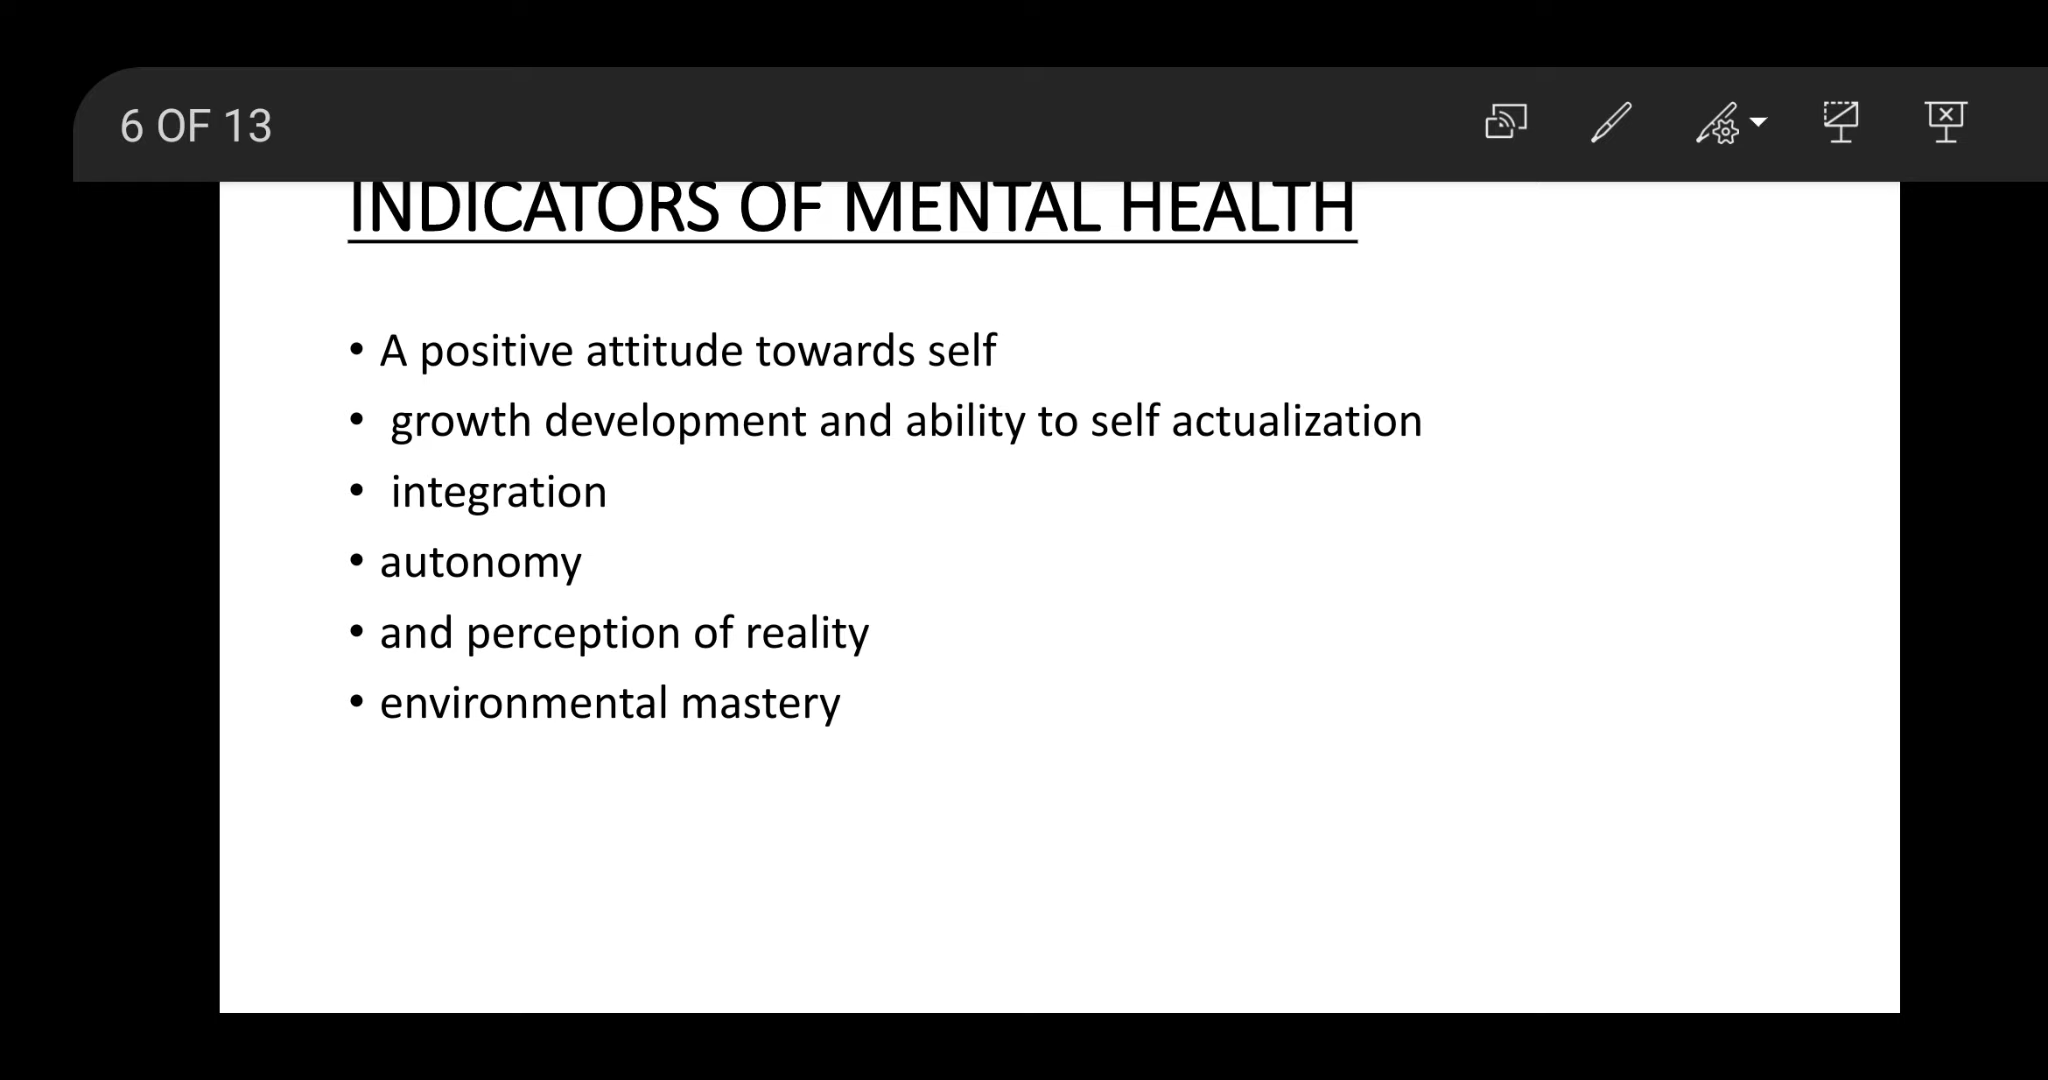 6 OF 13
INDICATORS OF MENTAL HEALTH
• A positive attitude towards self
• growth development and ability to self actualization
• integration
• autonomy
• and perception of reality
• environmental mastery